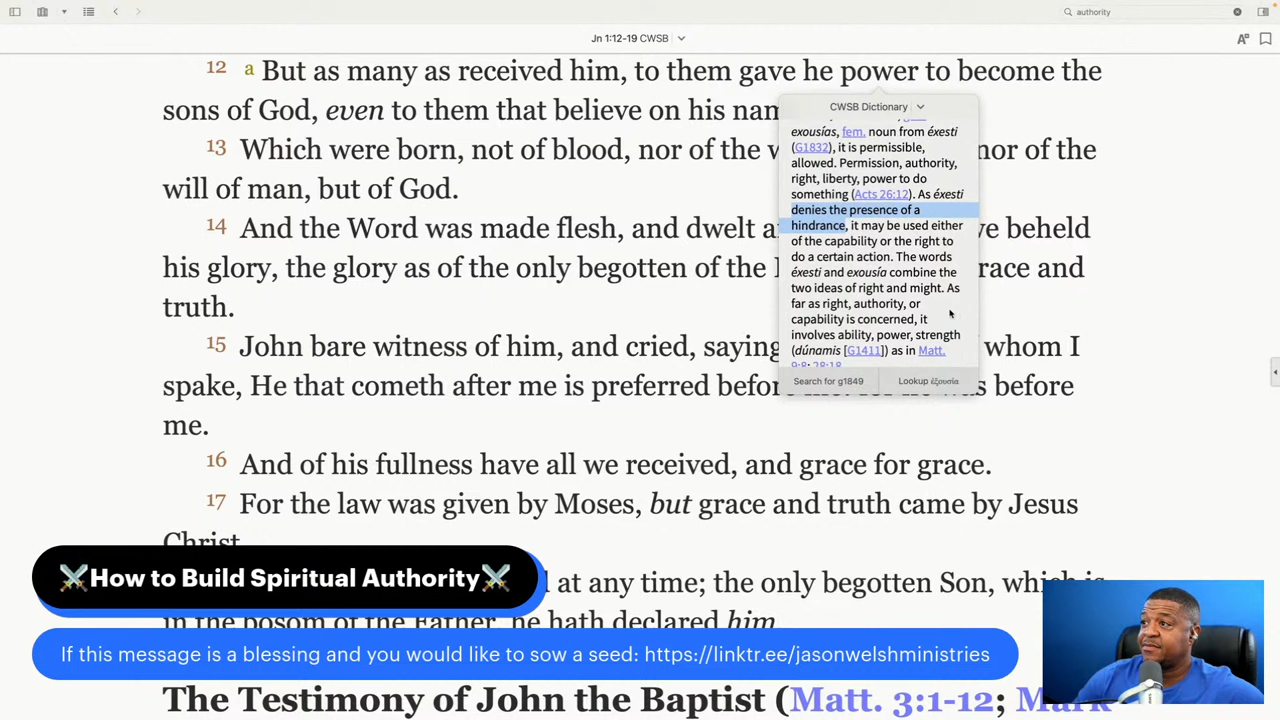 authority
Jn 1:12-19 CWSB
12 a But as many as received him, to them gave he power to become the
sons of God, even to them that believe on his nam
13 Which were born, not of blood, nor of the w nor of the
will of man, but of God.
14 And the Word was made flesh, and dwelt a ve beheld
his glory, the glory as of the only begotten of the race and
truth.
15 John bare witness of him, and cried, saying whom I
spake, He that cometh after me is preferred before me: for he was before
me.
16 And of his fullness have all we received, and grace for grace.
17 For the law was given by Moses, but grace and truth came by Jesus
Christ.
at any time; the only begotten Son, which is
in the bosom of the Father, he hath declared him.
The Testimony of John the Baptist (Matt. 3:1-12; Mark
CWSB Dictionary
exousías, fem. noun from éxesti
(G1832), it is permissible,
allowed. Permission, authority,
right, liberty, power to do
something (Acts 26:12). As éxesti
denies the presence of a
hindrance, it may be used either
of the capability or the right to
do a certain action. The words
éxesti and exousía combine the
two ideas of right and might. As
far as right, authority, or
capability is concerned, it
involves ability, power, strength
(dúnamis [G1411]) as in Matt.
9:8; 28:18
Search for g1849
Lookup ἐξουσία
⚔️How to Build Spiritual Authority⚔️
If this message is a blessing and you would like to sow a seed: https://linktr.ee/jasonwelshministries